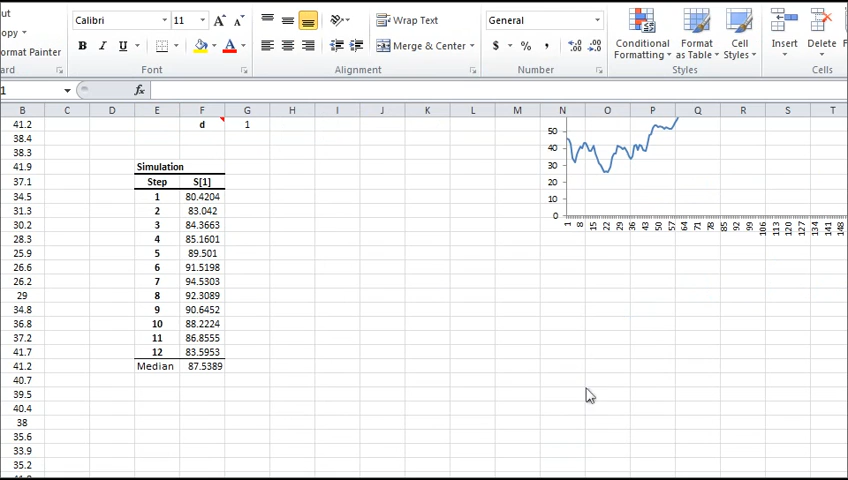 ut
opy
ormat Painter
ard
Calibri
11
A
A
B
I
U
A
Font
Wrap Text
Merge & Center
Alignment
General
$
%
,
Number
Conditional
Formatting
Format
as Table
Cell
Styles
Styles
Insert
Delete
Cells
1
fx
B C D E F G H I J K L M N O P Q R S T
41.2 d 1
38.4
38.3
41.9 Simulation
37.1 Step S[1]
34.5 1 80.4204
31.3 2 83.042
30.2 3 84.3663
28.3 4 85.1601
25.9 5 89.501
26.6 6 91.5198
26.2 7 94.5303
29 8 92.3089
34.8 9 90.6452
36.8 10 88.2224
37.2 11 86.8555
41.7 12 83.5953
41.2 Median 87.5389
40.7
39.5
40.4
38
35.6
33.9
35.2
50
40
30
20
10
0
1 8 15 22 29 36 43 50 57 64 71 78 85 92 99 106 113 120 127 134 141 148